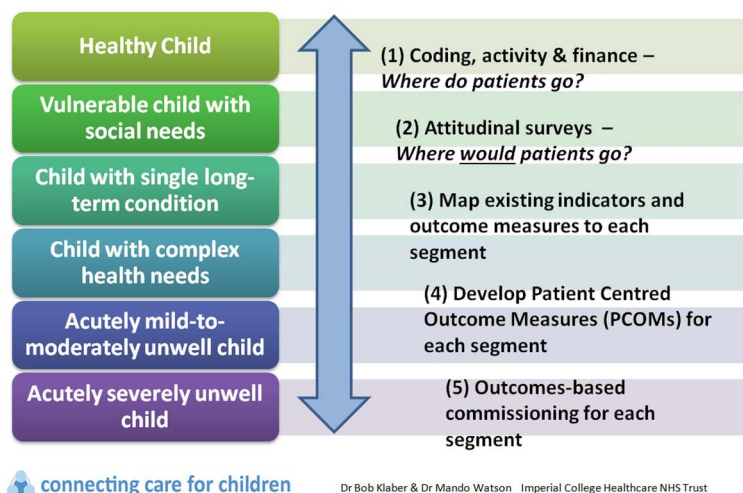 Healthy Child
Vulnerable child with
social needs
Child with single long-
term condition
Child with complex
health needs
Acutely mild-to-
moderately unwell child
Acutely severely unwell
child
(1) Coding, activity & finance –
Where do patients go?
(2) Attitudinal surveys –
Where would patients go?
(3) Map existing indicators and
outcome measures to each
segment
(4) Develop Patient Centred
Outcome Measures (PCOMs) for
each segment
(5) Outcomes-based
commissioning for each
segment
connecting care for children
Dr Bob Klaber & Dr Mando Watson Imperial College Healthcare NHS Trust